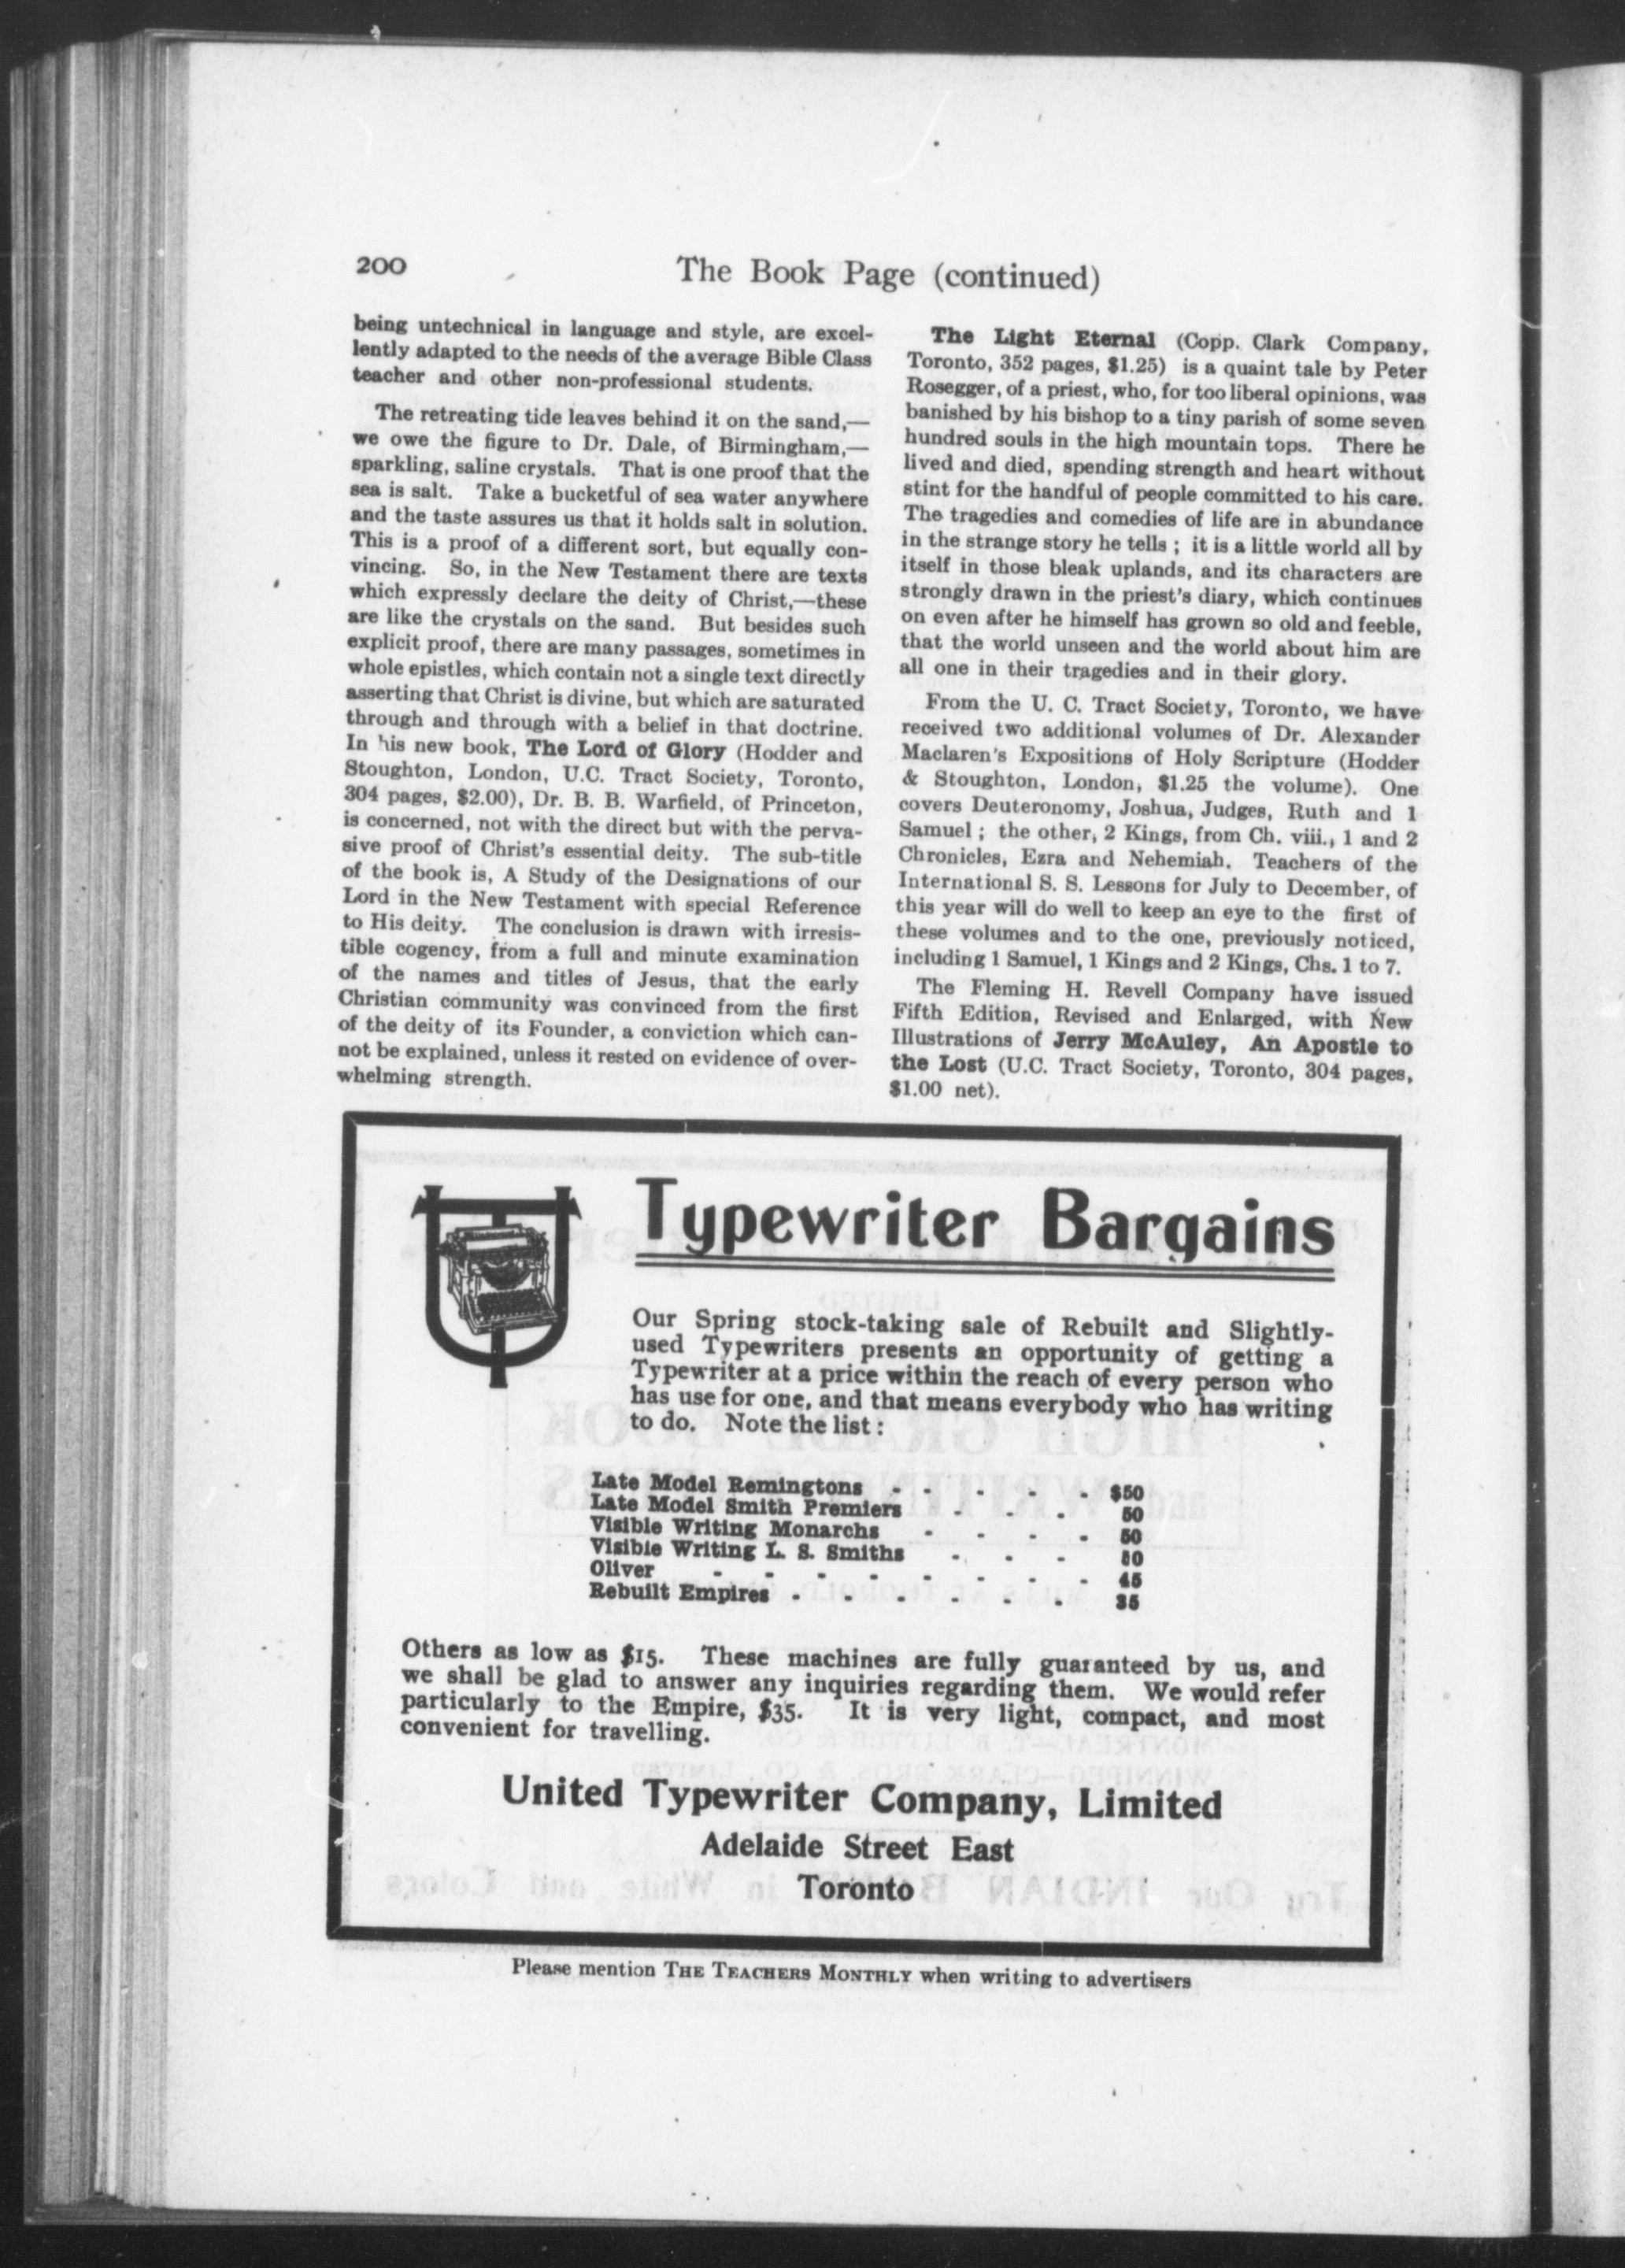 200
The Book Page (continued)
being untechnical in language and style, are excel-
lently adapted to the needs of the average Bible Class
teacher and other non-professional students.
The retreating tide leaves behind it on the sand,—
we owe the figure to Dr. Dale, of Birmingham,—
sparkling, saline crystals. That is one proof that the
sea is salt. Take a bucketful of sea water anywhere
and the taste assures us that it holds salt in solution.
This is a proof of a different sort, but equally con-
vincing. So, in the New Testament there are texts
which expressly declare the deity of Christ,—these
are like the crystals on the sand. But besides such
explicit proof, there are many passages, sometimes in
whole epistles, which contain not a single text directly
asserting that Christ is divine, but which are saturated
through and through with a belief in that doctrine.
In his new book, The Lord of Glory (Hodder and
Stoughton, London, U.C. Tract Society, Toronto,
304 pages, $2.00), Dr. B. B. Warfield, of Princeton,
is concerned, not with the direct but with the perva-
sive proof of Christ's essential deity. The sub-title
of the book is, A Study of the Designations of our
Lord in the New Testament with special Reference
to His deity. The conclusion is drawn with irresis-
tible cogency, from a full and minute examination
of the names and titles of Jesus, that the early
Christian community was convinced from the first
of the deity of its Founder, a conviction which can-
not be explained, unless it rested on evidence of over-
whelming strength.
The Light Eternal (Copp. Clark Company,
Toronto, 352 pages, $1.25) is a quaint tale by Peter
Rosegger, of a priest, who, for too liberal opinions, was
banished by his bishop to a tiny parish of some seven
hundred souls in the high mountain tops. There he
lived and died, spending strength and heart without
stint for the handful of people committed to his care.
The tragedies and comedies of life are in abundance
in the strange story he tells ; it is a little world all by
itself in those bleak uplands, and its characters are
strongly drawn in the priest's diary, which continues
on even after he himself has grown so old and feeble,
that the world unseen and the world about him are
all one in their tragedies and in their glory.
From the U. C. Tract Society, Toronto, we have
received two additional volumes of Dr. Alexander
Maclaren's Expositions of Holy Scripture (Hodder
& Stoughton, London, $1.25 the volume). One
covers Deuteronomy, Joshua, Judges, Ruth and 1
Samuel ; the other, 2 Kings, from Ch. viii., 1 and 2
Chronicles, Ezra and Nehemiah. Teachers of the
International S. S. Lessons for July to December, of
this year will do well to keep an eye to the first of
these volumes and to the one, previously noticed,
including 1 Samuel, 1 Kings and 2 Kings, Chs. 1 to 7.
The Fleming H. Revell Company have issued
Fifth Edition, Revised and Enlarged, with New
Illustrations of Jerry McAuley, An Apostle to
the Lost (U.C. Tract Society, Toronto, 304 pages,
$1.00 net).
Typewriter Bargains
Our Spring stock-taking sale of Rebuilt and Slightly-
used Typewriters presents an opportunity of getting a
Typewriter at a price within the reach of every person who
has use for one, and that means everybody who has writing
to do. Note the list :
Late Model Remingtons - - - - - $50
Late Model Smith Premiers - - - 50
Visible Writing Monarchs - - - - 50
Visible Writing L. S. Smiths - - - 50
Oliver - - - - - - - - 45
Rebuilt Empires - - - - - - 35
Others as low as $15. These machines are fully guaranteed by us, and
we shall be glad to answer any inquiries regarding them. We would refer
particularly to the Empire, $35. It is very light, compact, and most
convenient for travelling.
United Typewriter Company, Limited
Adelaide Street East
Toronto
Please mention THE TEACHERS MONTHLY when writing to advertisers